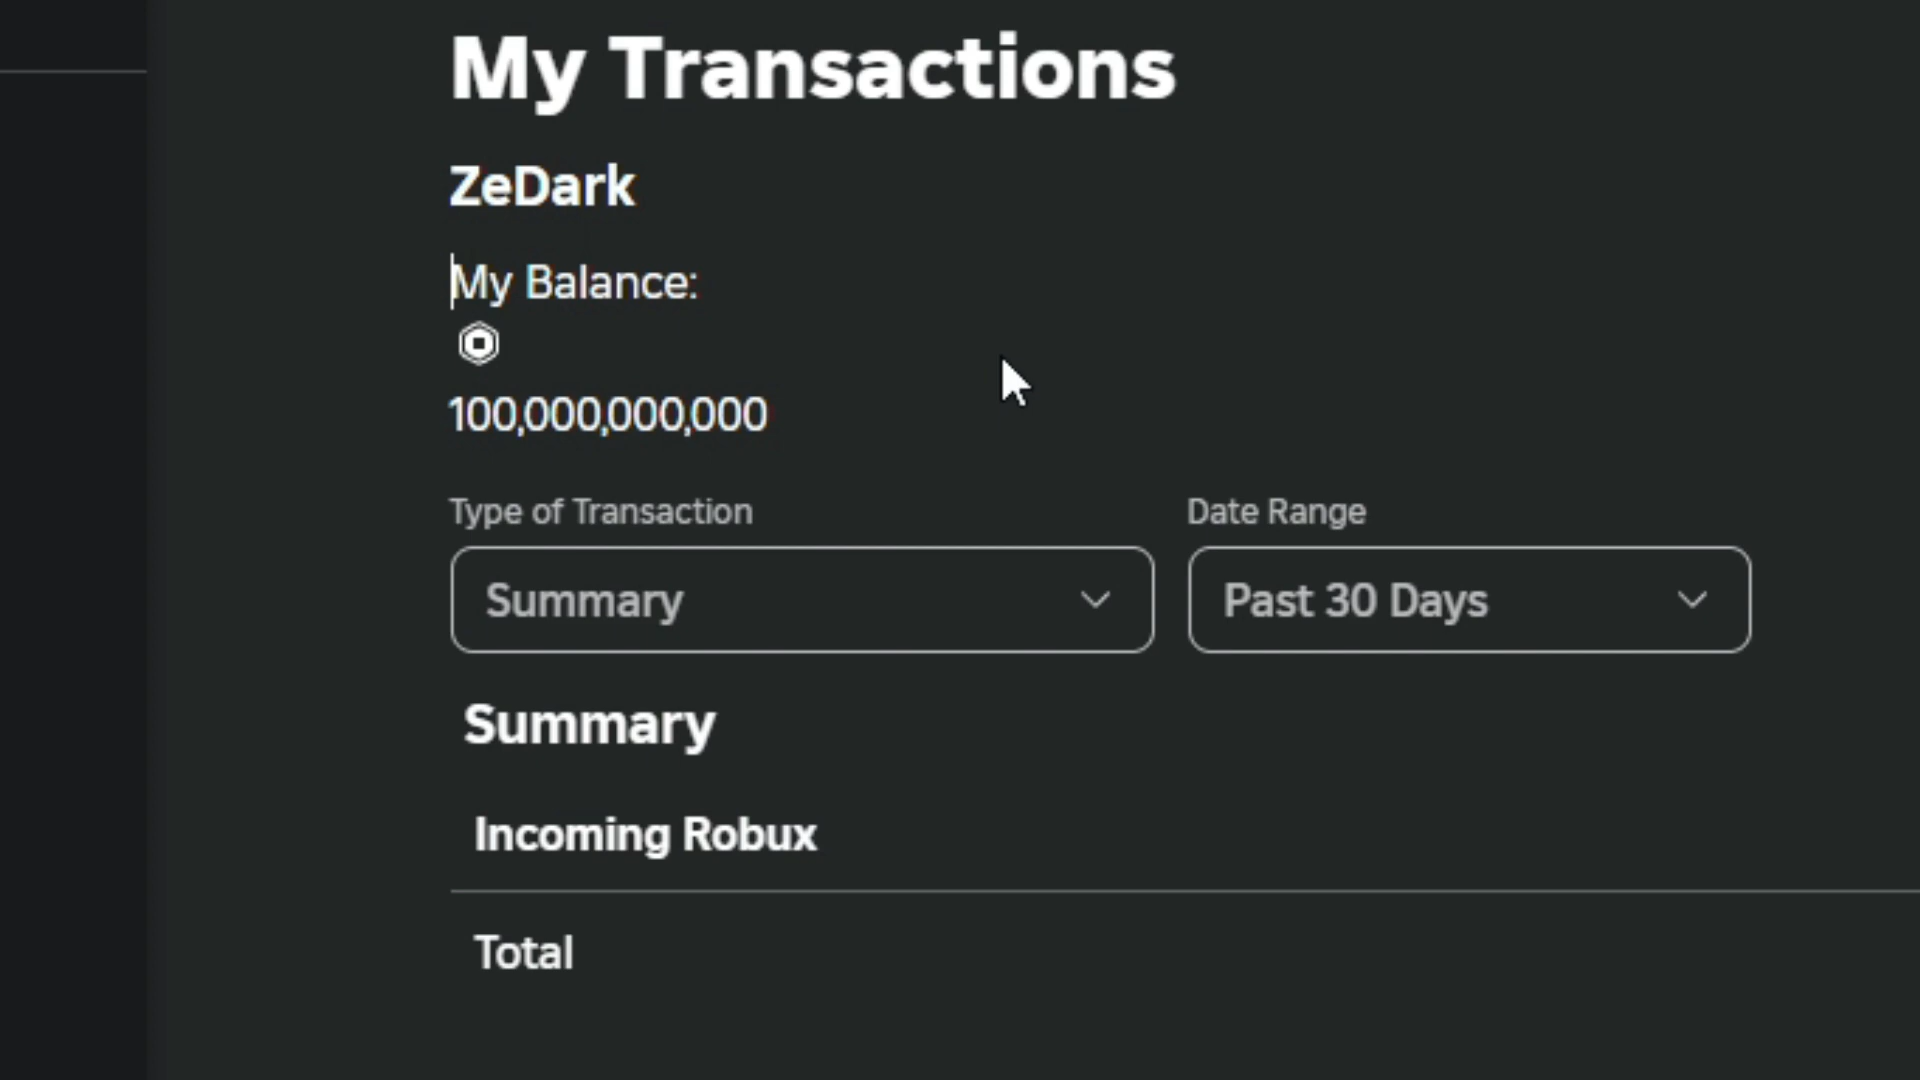 My Transactions
ZeDark
My Balance:
100,000,000,000
Type of Transaction
Date Range
Summary
Past 30 Days
Summary
Incoming Robux
Total